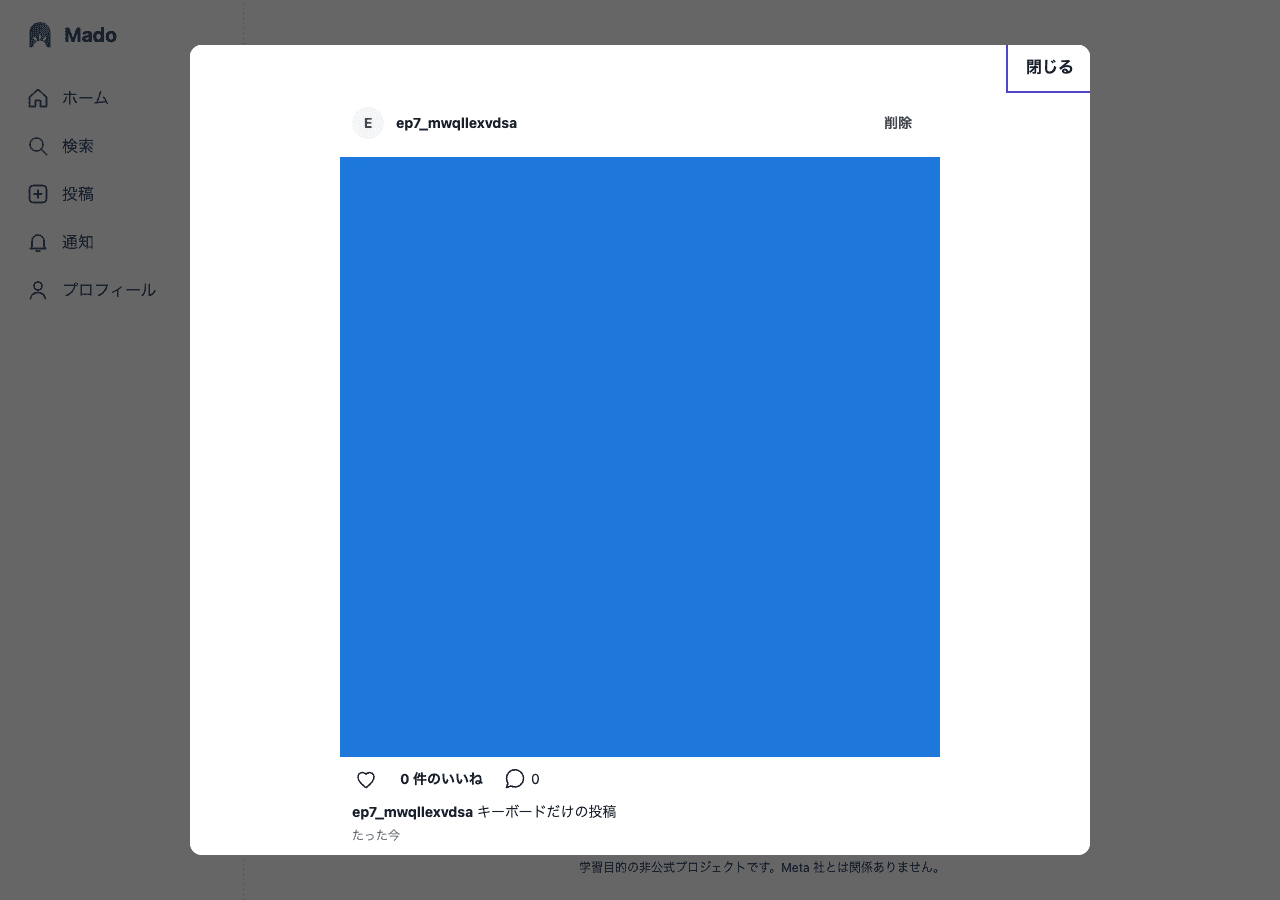 Mado
ホーム
検索
投稿
通知
プロフィール
閉じる
E ep7_mwqllexvdsa 削除
0 件のいいね 0
ep7_mwqllexvdsa キーボードだけの投稿
たった今
学習目的の非公式プロジェクトです。Meta 社とは関係ありません。